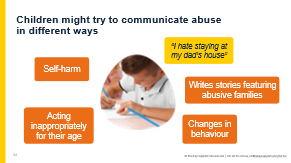 Children might try to communicate abuse
in different ways
"I hate staying at
my dad's house"
Self-harm
Writes stories featuring
abusive families
Acting
inappropriately
for their age
Changes in
behaviour